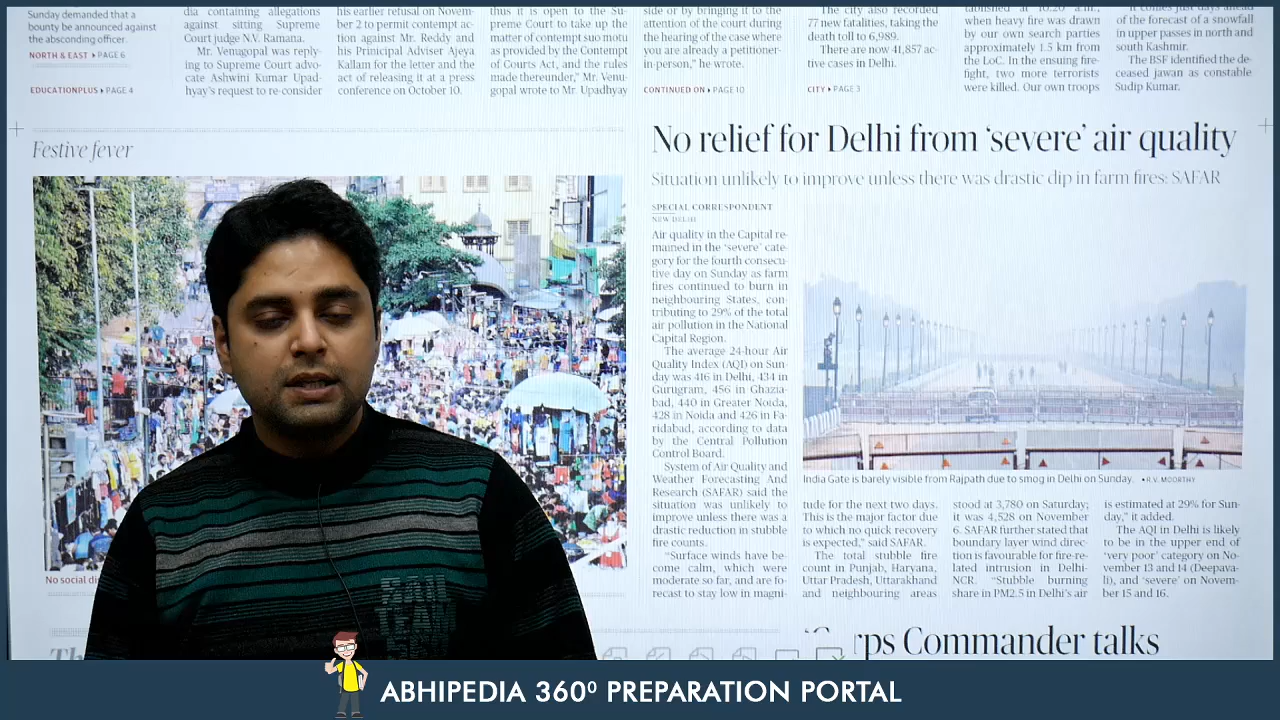 Sunday demanded that a
bounty be announced against
the absconding officer.
NORTH & EAST ▸ PAGE 6
EDUCATIONPLUS ▸ PAGE 4
dia containing allegations
against sitting Supreme
Court judge N.V. Ramana.
Mr. Venugopal was reply-
ing to Supreme Court advo-
cate Ashwini Kumar Upad-
hyay's request to re-consider
his earlier refusal on Novem-
ber 2 to permit contempt ac-
tion against Mr. Reddy and
his Prinicipal Adviser Ajeya
Kallam for the letter and the
act of releasing it at a press
conference on October 10.
thus it is open to the Su-
preme Court to take up the
matter of contempt suo motu
as provided by the Contempt
of Courts Act, and the rules
made thereunder," Mr. Venu-
gopal wrote to Mr. Upadhyay
side or by bringing it to the
attention of the court during
the hearing of the case where
you are already a petitioner-
in-person," he wrote.
CONTINUED ON ▸ PAGE 10
The city also recorded
77 new fatalities, taking the
death toll to 6,989.
There are now 41,857 ac-
tive cases in Delhi.
CITY ▸ PAGE 3
tablished at 10.20 a.m.,
when heavy fire was drawn
by our own search parties
approximately 1.5 km from
the LoC. In the ensuing fire-
fight, two more terrorists
were killed. Our own troops
It comes just days ahead
of the forecast of a snowfall
in upper passes in north and
south Kashmir.
The BSF identified the de-
ceased jawan as constable
Sudip Kumar.
Festive fever
No social di
No relief for Delhi from 'severe' air quality
Situation unlikely to improve unless there was drastic dip in farm fires: SAFAR
SPECIAL CORRESPONDENT
NEW DELHI
Air quality in the Capital re-
mained in the 'severe' cate-
gory for the fourth consecu-
tive day on Sunday as farm
fires continued to burn in
neighbouring States, con-
tributing to 29% of the total
air pollution in the National
Capital Region.
The average 24-hour Air
Quality Index (AQI) on Sun-
day was 416 in Delhi, 434 in
Gurugram, 456 in Ghazia-
bad, 440 in Greater Noida,
428 in Noida and 426 in Fa-
ridabad, according to data
by the Central Pollution
Control Board.
System of Air Quality and
Weather Forecasting And
Research (SAFAR) said the
situation was unlikely to
improve unless there was a
drastic reduction in stubble
fire counts.
"Surface winds have be-
come calm, which were
moderate so far, and are fo-
recast to stay low in magni-
India Gate is barely visible from Rajpath due to smog in Delhi on Sunday. ▪ R.V. MOORTHY
tude for the next two days.
This is the major factor due
to which no quick recovery
is expected," said SAFAR.
The total stubble fire
count in Punjab, Haryana,
Uttar Uttarakhand
and neighbouring areas
stood at 3,780 on Saturday;
it was 4,528 on November
6. SAFAR further stated that
boundary layer wind direc-
tion is favourable for fire-re-
lated intrusion in Delhi-
NCR. "Stubble burning
share in PM2.5 in Delhi's air
is estimated at 29% for Sun-
day," it added.
The AQI in Delhi is likely
to be in the upper end of
'very poor' category on No-
vember 13 and 14 (Deepava-
'severe' on Novem-
ber 15 and 16.
rps Commander talks
ABHIPEDIA 360⁰ PREPARATION PORTAL